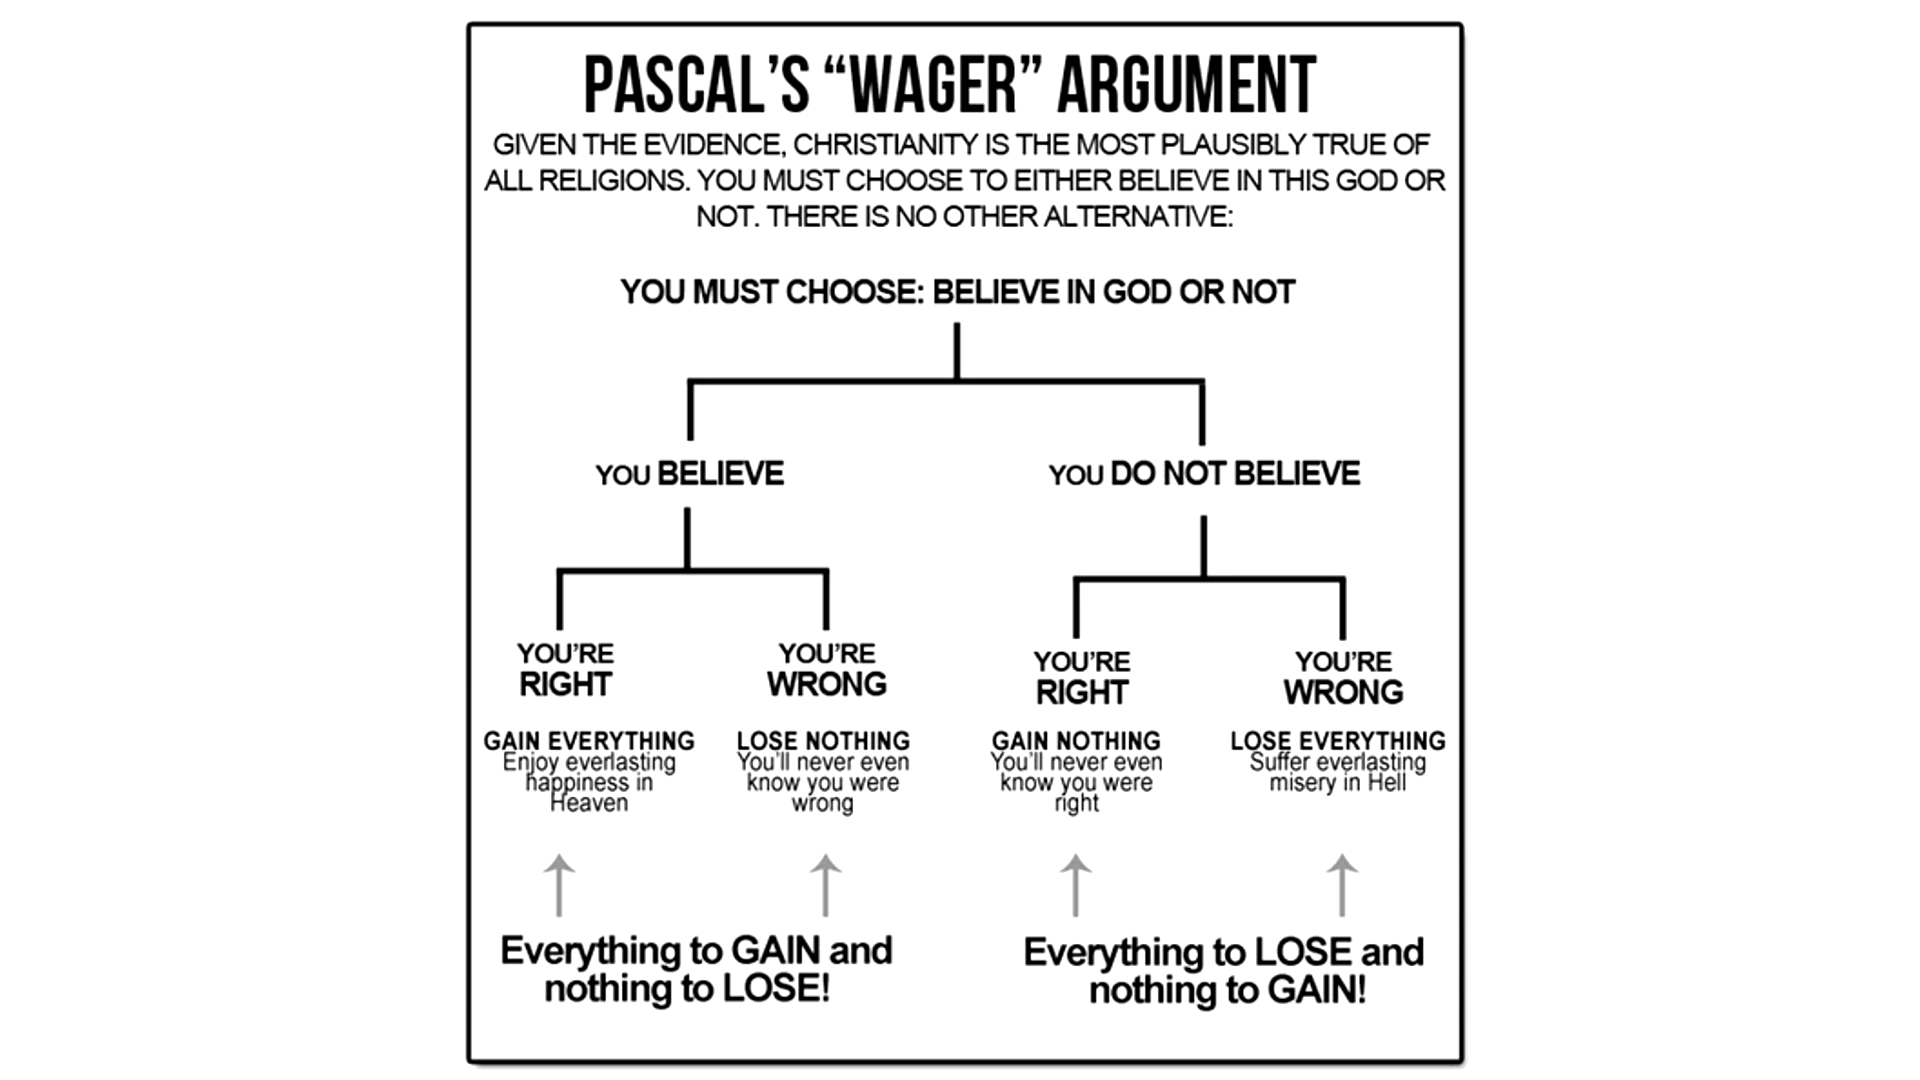 PASCAL'S “WAGER” ARGUMENT
GIVEN THE EVIDENCE, CHRISTIANITY IS THE MOST PLAUSIBLY TRUE OF
ALL RELIGIONS. YOU MUST CHOOSE TO EITHER BELIEVE IN THIS GOD OR
NOT. THERE IS NO OTHER ALTERNATIVE:
YOU MUST CHOOSE: BELIEVE IN GOD OR NOT
YOU BELIEVE
YOU DO NOT BELIEVE
YOU'RE
RIGHT
YOU'RE
WRONG
YOU'RE
RIGHT
YOU'RE
WRONG
GAIN EVERYTHING
Enjoy everlasting
happiness in
Heaven
LOSE NOTHING
You'll never even
know you were
wrong
GAIN NOTHING
You'll never even
know you were
right
LOSE EVERYTHING
Suffer everlasting
misery in Hell
Everything to GAIN and
nothing to LOSE!
Everything to LOSE and
nothing to GAIN!